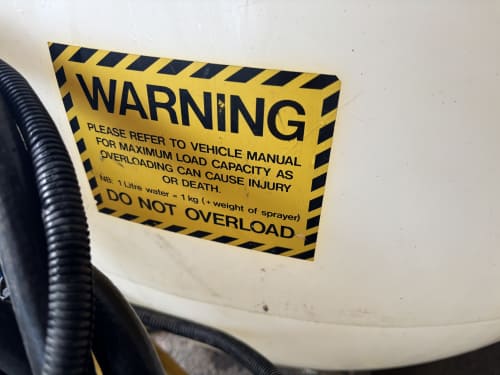 WARNING
PLEASE REFER TO VEHICLE MANUAL
FOR MAXIMUM LOAD CAPACITY AS
OVERLOADING CAN CAUSE INJURY
OR DEATH.
NB: 1 Litre water = 1 kg (+ weight of sprayer)
DO NOT OVERLOAD